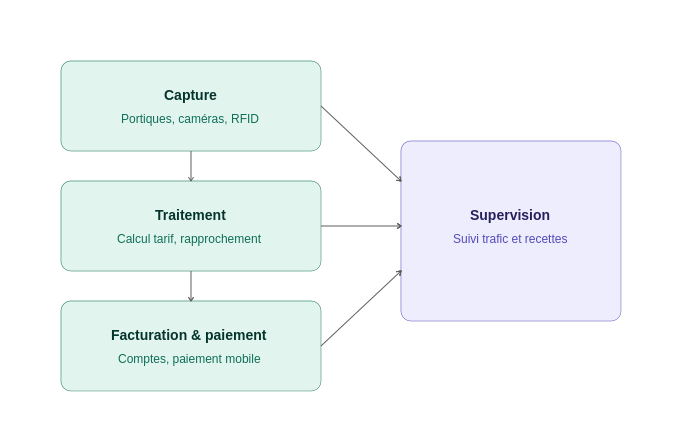 Capture
Portiques, caméras, RFID
Traitement
Calcul tarif, rapprochement
Facturation & paiement
Comptes, paiement mobile
Supervision
Suivi trafic et recettes